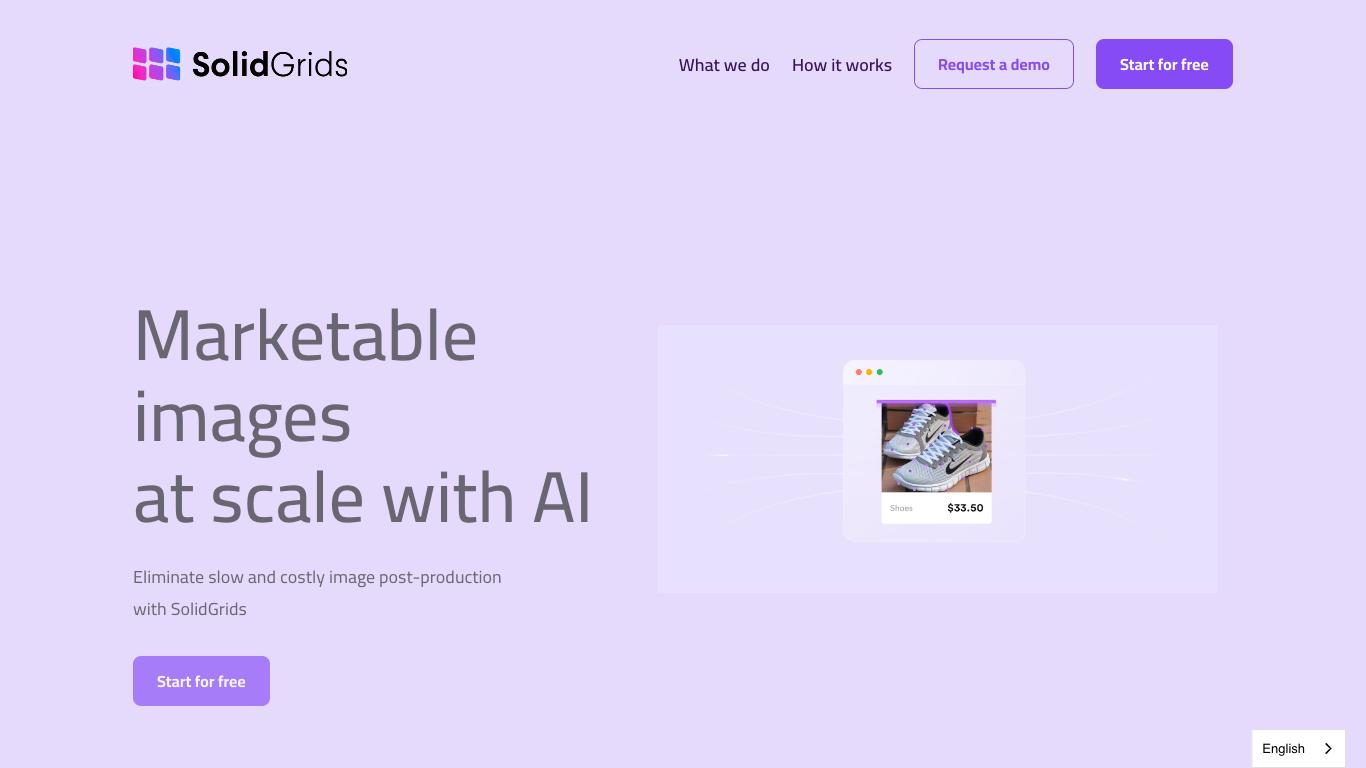 SolidGrids
What we do
How it works
Request a demo
Start for free
Marketable
images
at scale with AI
Eliminate slow and costly image post-production
with SolidGrids
Start for free
Shoes
$33.50
English